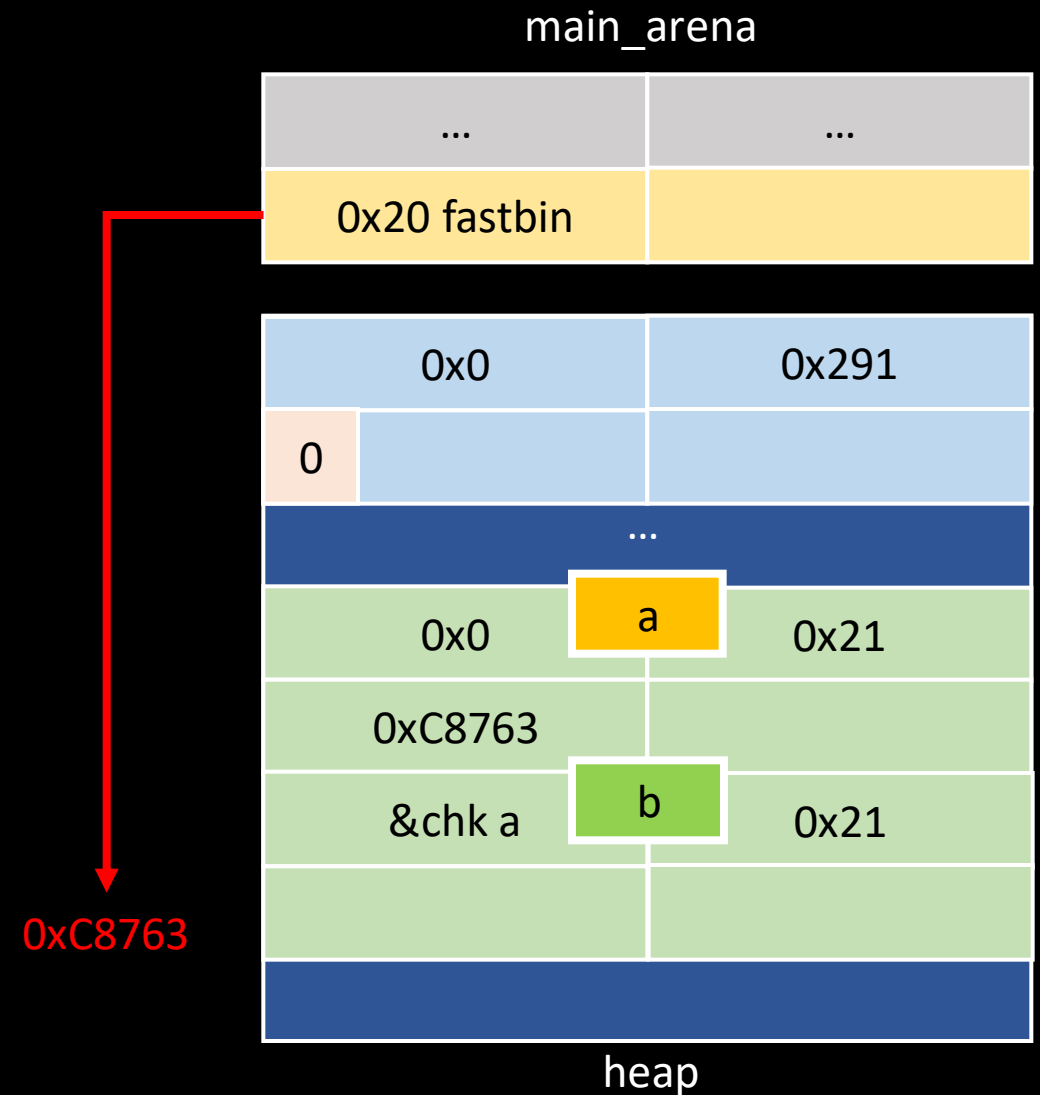 main_arena
... ...
0x20 fastbin
0x0 0x291
0
...
0x0 a 0x21
0xC8763
&chk a b 0x21
0xC8763
heap